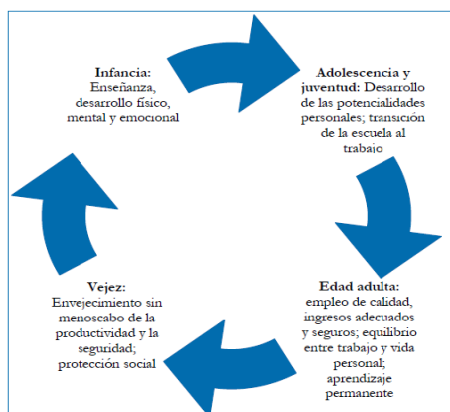 Infancia:
Enseñanza,
desarrollo físico,
mental y emocional
Adolescencia y
juventud: Desarrollo
de las potencialidades
personales; transición
de la escuela al
trabajo
Edad adulta:
empleo de calidad,
ingresos adecuados
y seguros; equilibrio
entre trabajo y vida
personal;
aprendizaje
permanente
Vejez:
Envejecimiento sin
menoscabo de la
productividad y la
seguridad;
protección social